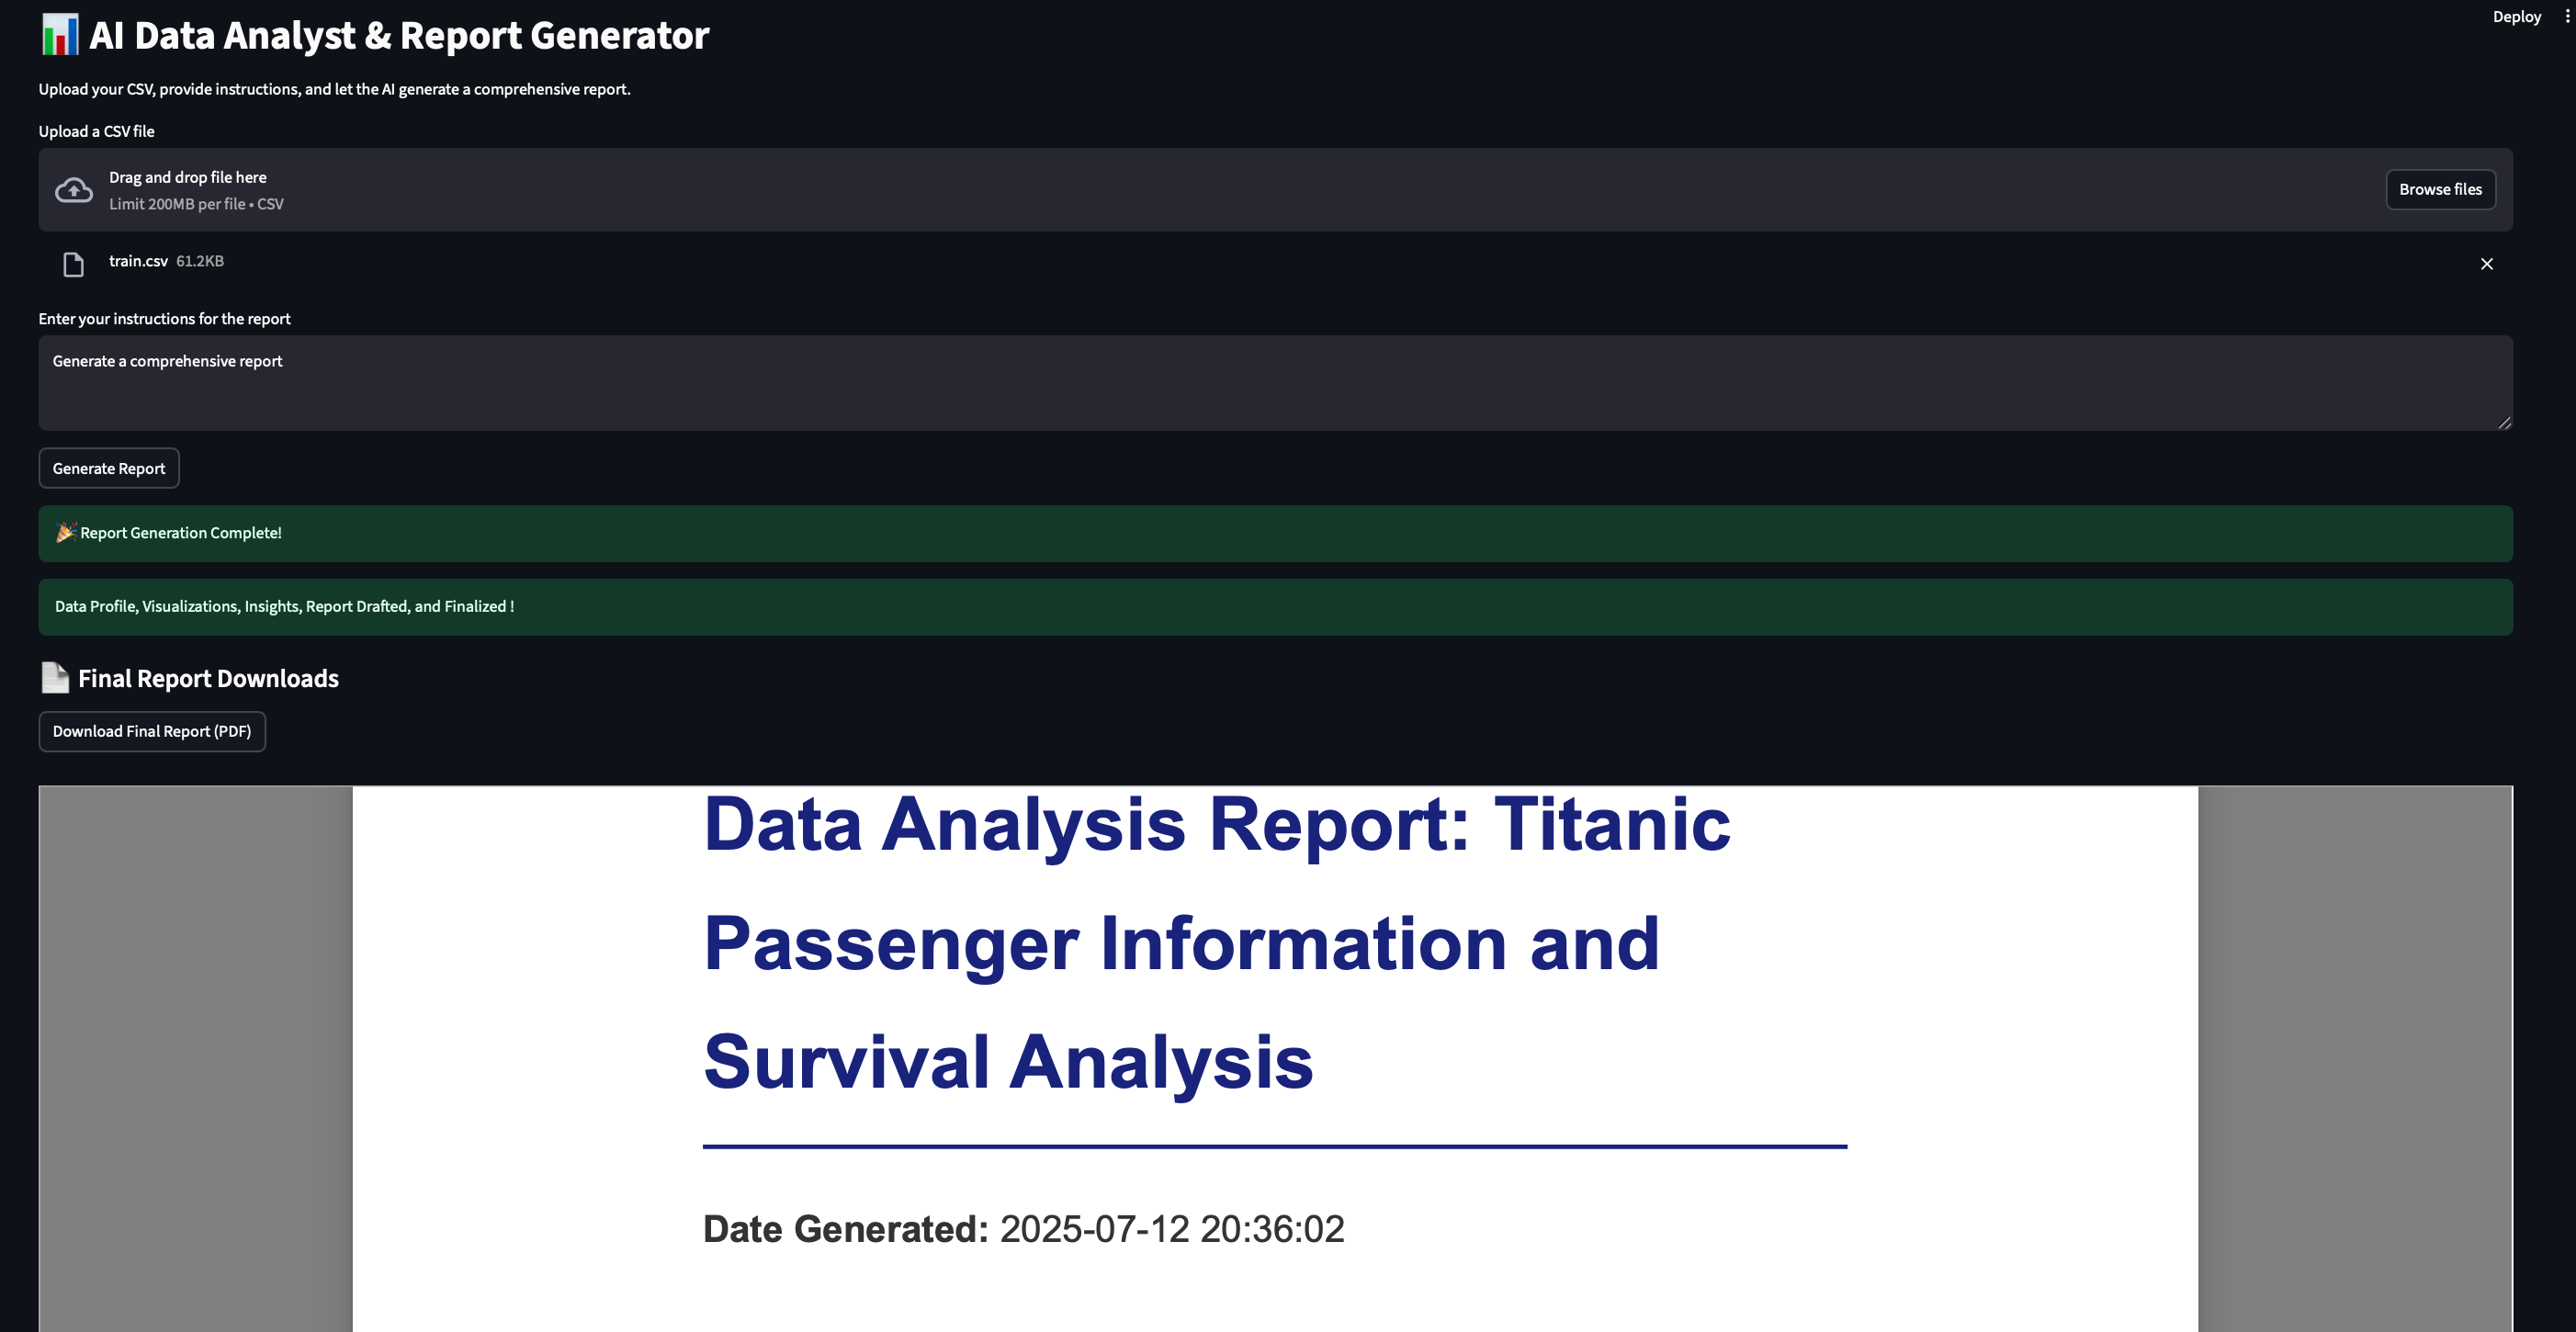 Deploy
AI Data Analyst & Report Generator
Upload your CSV, provide instructions, and let the AI generate a comprehensive report.
Upload a CSV file
Drag and drop file here
Limit 200MB per file • CSV
Browse files
train.csv 61.2KB
Enter your instructions for the report
Generate a comprehensive report
Generate Report
Report Generation Complete!
Data Profile, Visualizations, Insights, Report Drafted, and Finalized !
Final Report Downloads
Download Final Report (PDF)
Data Analysis Report: Titanic
Passenger Information and
Survival Analysis
Date Generated: 2025-07-12 20:36:02